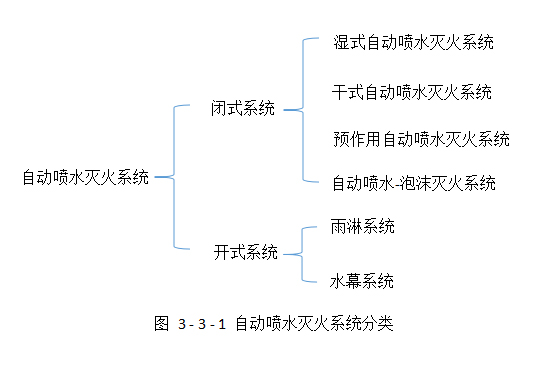 湿式自动喷水灭火系统
干式自动喷水灭火系统
闭式系统
预作用自动喷水灭火系统
自动喷水灭火系统
自动喷水-泡沫灭火系统
雨淋系统
开式系统
水幕系统
图 3-3-1 自动喷水灭火系统分类